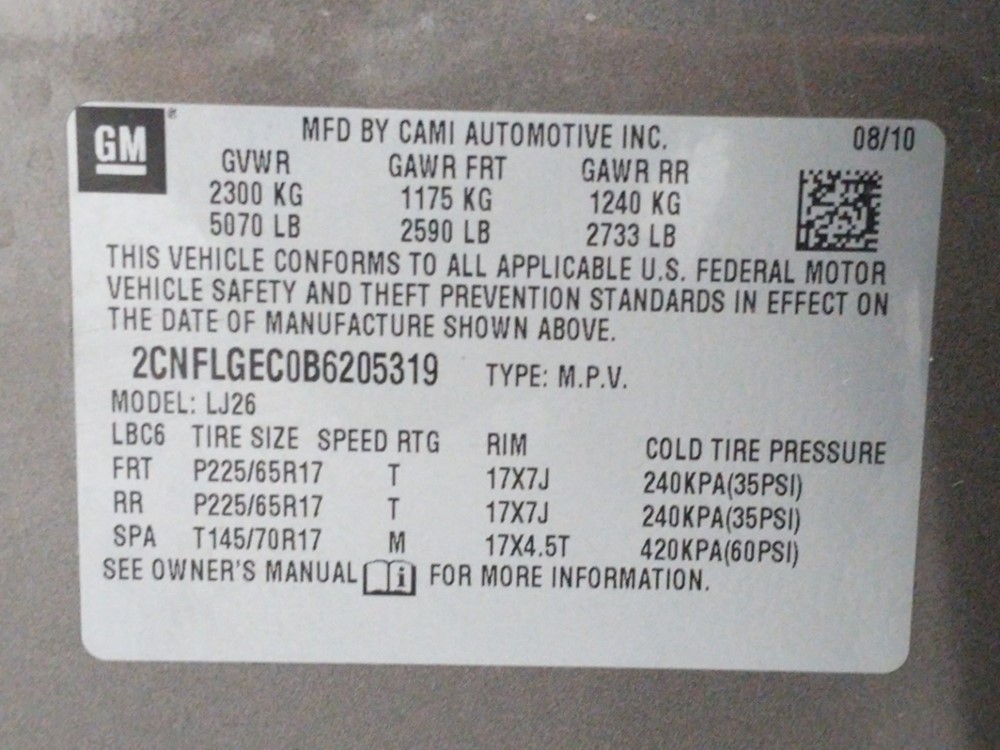 GM®
MFD BY CAMI AUTOMOTIVE INC. 08/10
GVWR GAWR FRT GAWR RR
2300 KG 1175 KG 1240 KG
5070 LB 2590 LB 2733 LB
THIS VEHICLE CONFORMS TO ALL APPLICABLE U.S. FEDERAL MOTOR
VEHICLE SAFETY AND THEFT PREVENTION STANDARDS IN EFFECT ON
THE DATE OF MANUFACTURE SHOWN ABOVE.
2CNFLGEC0B6205319 TYPE: M.P.V.
MODEL: LJ26
LBC6 TIRE SIZE SPEED RTG RIM COLD TIRE PRESSURE
FRT P225/65R17 T 17X7J 240KPA(35PSI)
RR P225/65R17 T 17X7J 240KPA(35PSI)
SPA T145/70R17 M 17X4.5T 420KPA(60PSI)
SEE OWNER'S MANUAL i FOR MORE INFORMATION.